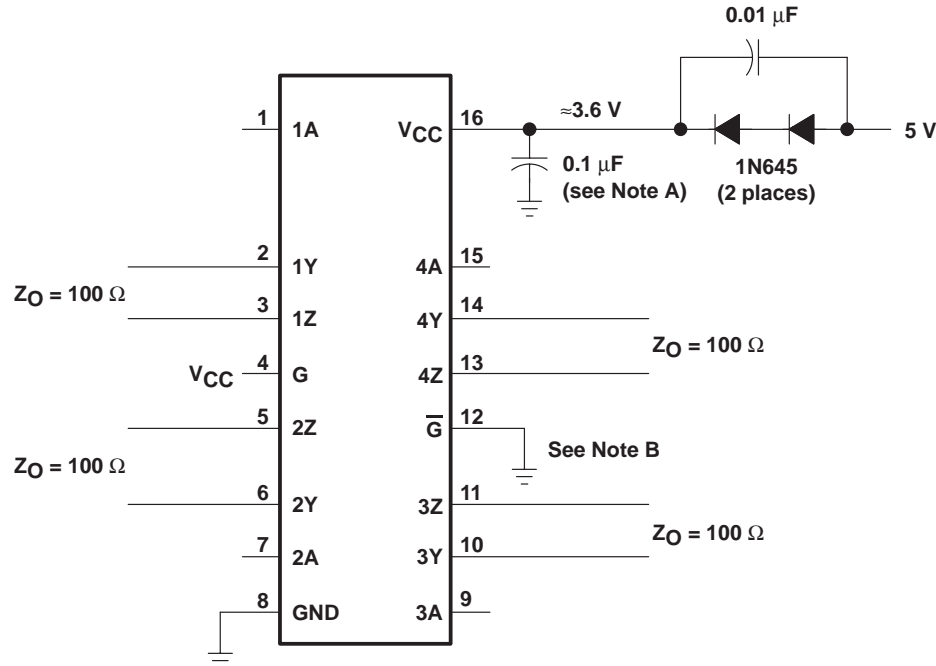 0.01 μF
1 1A VCC 16 ≈3.6 V 5 V
0.1 μF
(see Note A)
1N645
(2 places)
2 1Y 4A 15
ZO = 100 Ω
3 1Z 4Y 14
ZO = 100 Ω
VCC 4 G 4Z 13
5 2Z G̅ 12
See Note B
ZO = 100 Ω
6 2Y 3Z 11
ZO = 100 Ω
7 2A 3Y 10
8 GND 3A 9